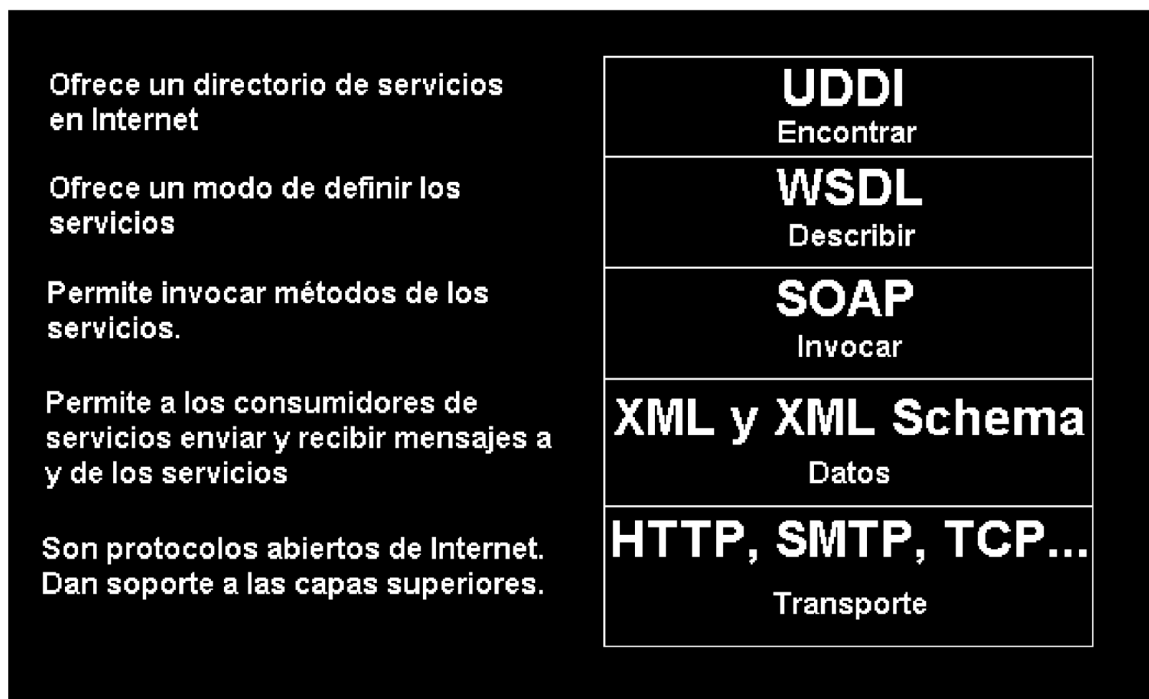 Ofrece un directorio de servicios
en Internet
UDDI
Encontrar
Ofrece un modo de definir los
servicios
WSDL
Describir
Permite invocar métodos de los
servicios.
SOAP
Invocar
Permite a los consumidores de
servicios enviar y recibir mensajes a
y de los servicios
XML y XML Schema
Datos
Son protocolos abiertos de Internet.
Dan soporte a las capas superiores.
HTTP, SMTP, TCP...
Transporte